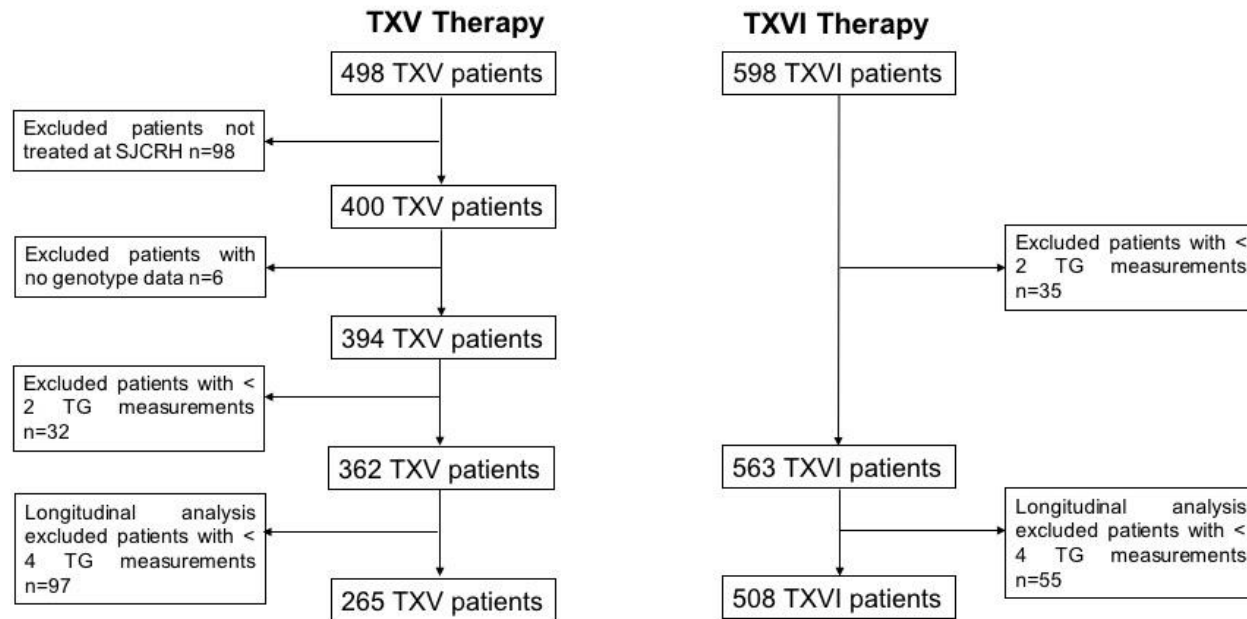 TXV Therapy
498 TXV patients
Excluded patients not
treated at SJCRH n=98
400 TXV patients
Excluded patients with
no genotype data n=6
394 TXV patients
Excluded patients with <
2 TG measurements
n=32
362 TXV patients
Longitudinal analysis
excluded patients with <
4 TG measurements
n=97
265 TXV patients
TXVI Therapy
598 TXVI patients
Excluded patients with <
2 TG measurements
n=35
563 TXVI patients
Longitudinal analysis
excluded patients with <
4 TG measurements
n=55
508 TXVI patients